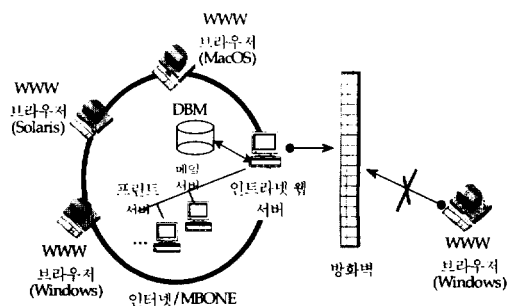 WWW
브라우저
(MacOS)
WWW
브라우저
(Solaris)
DBM
메일
서버
프린트
서버
...
인트라넷 웹
서버
WWW
브라우저
(Windows)
인터넷/MBONE
방화벽
WWW
브라우저
(Windows)